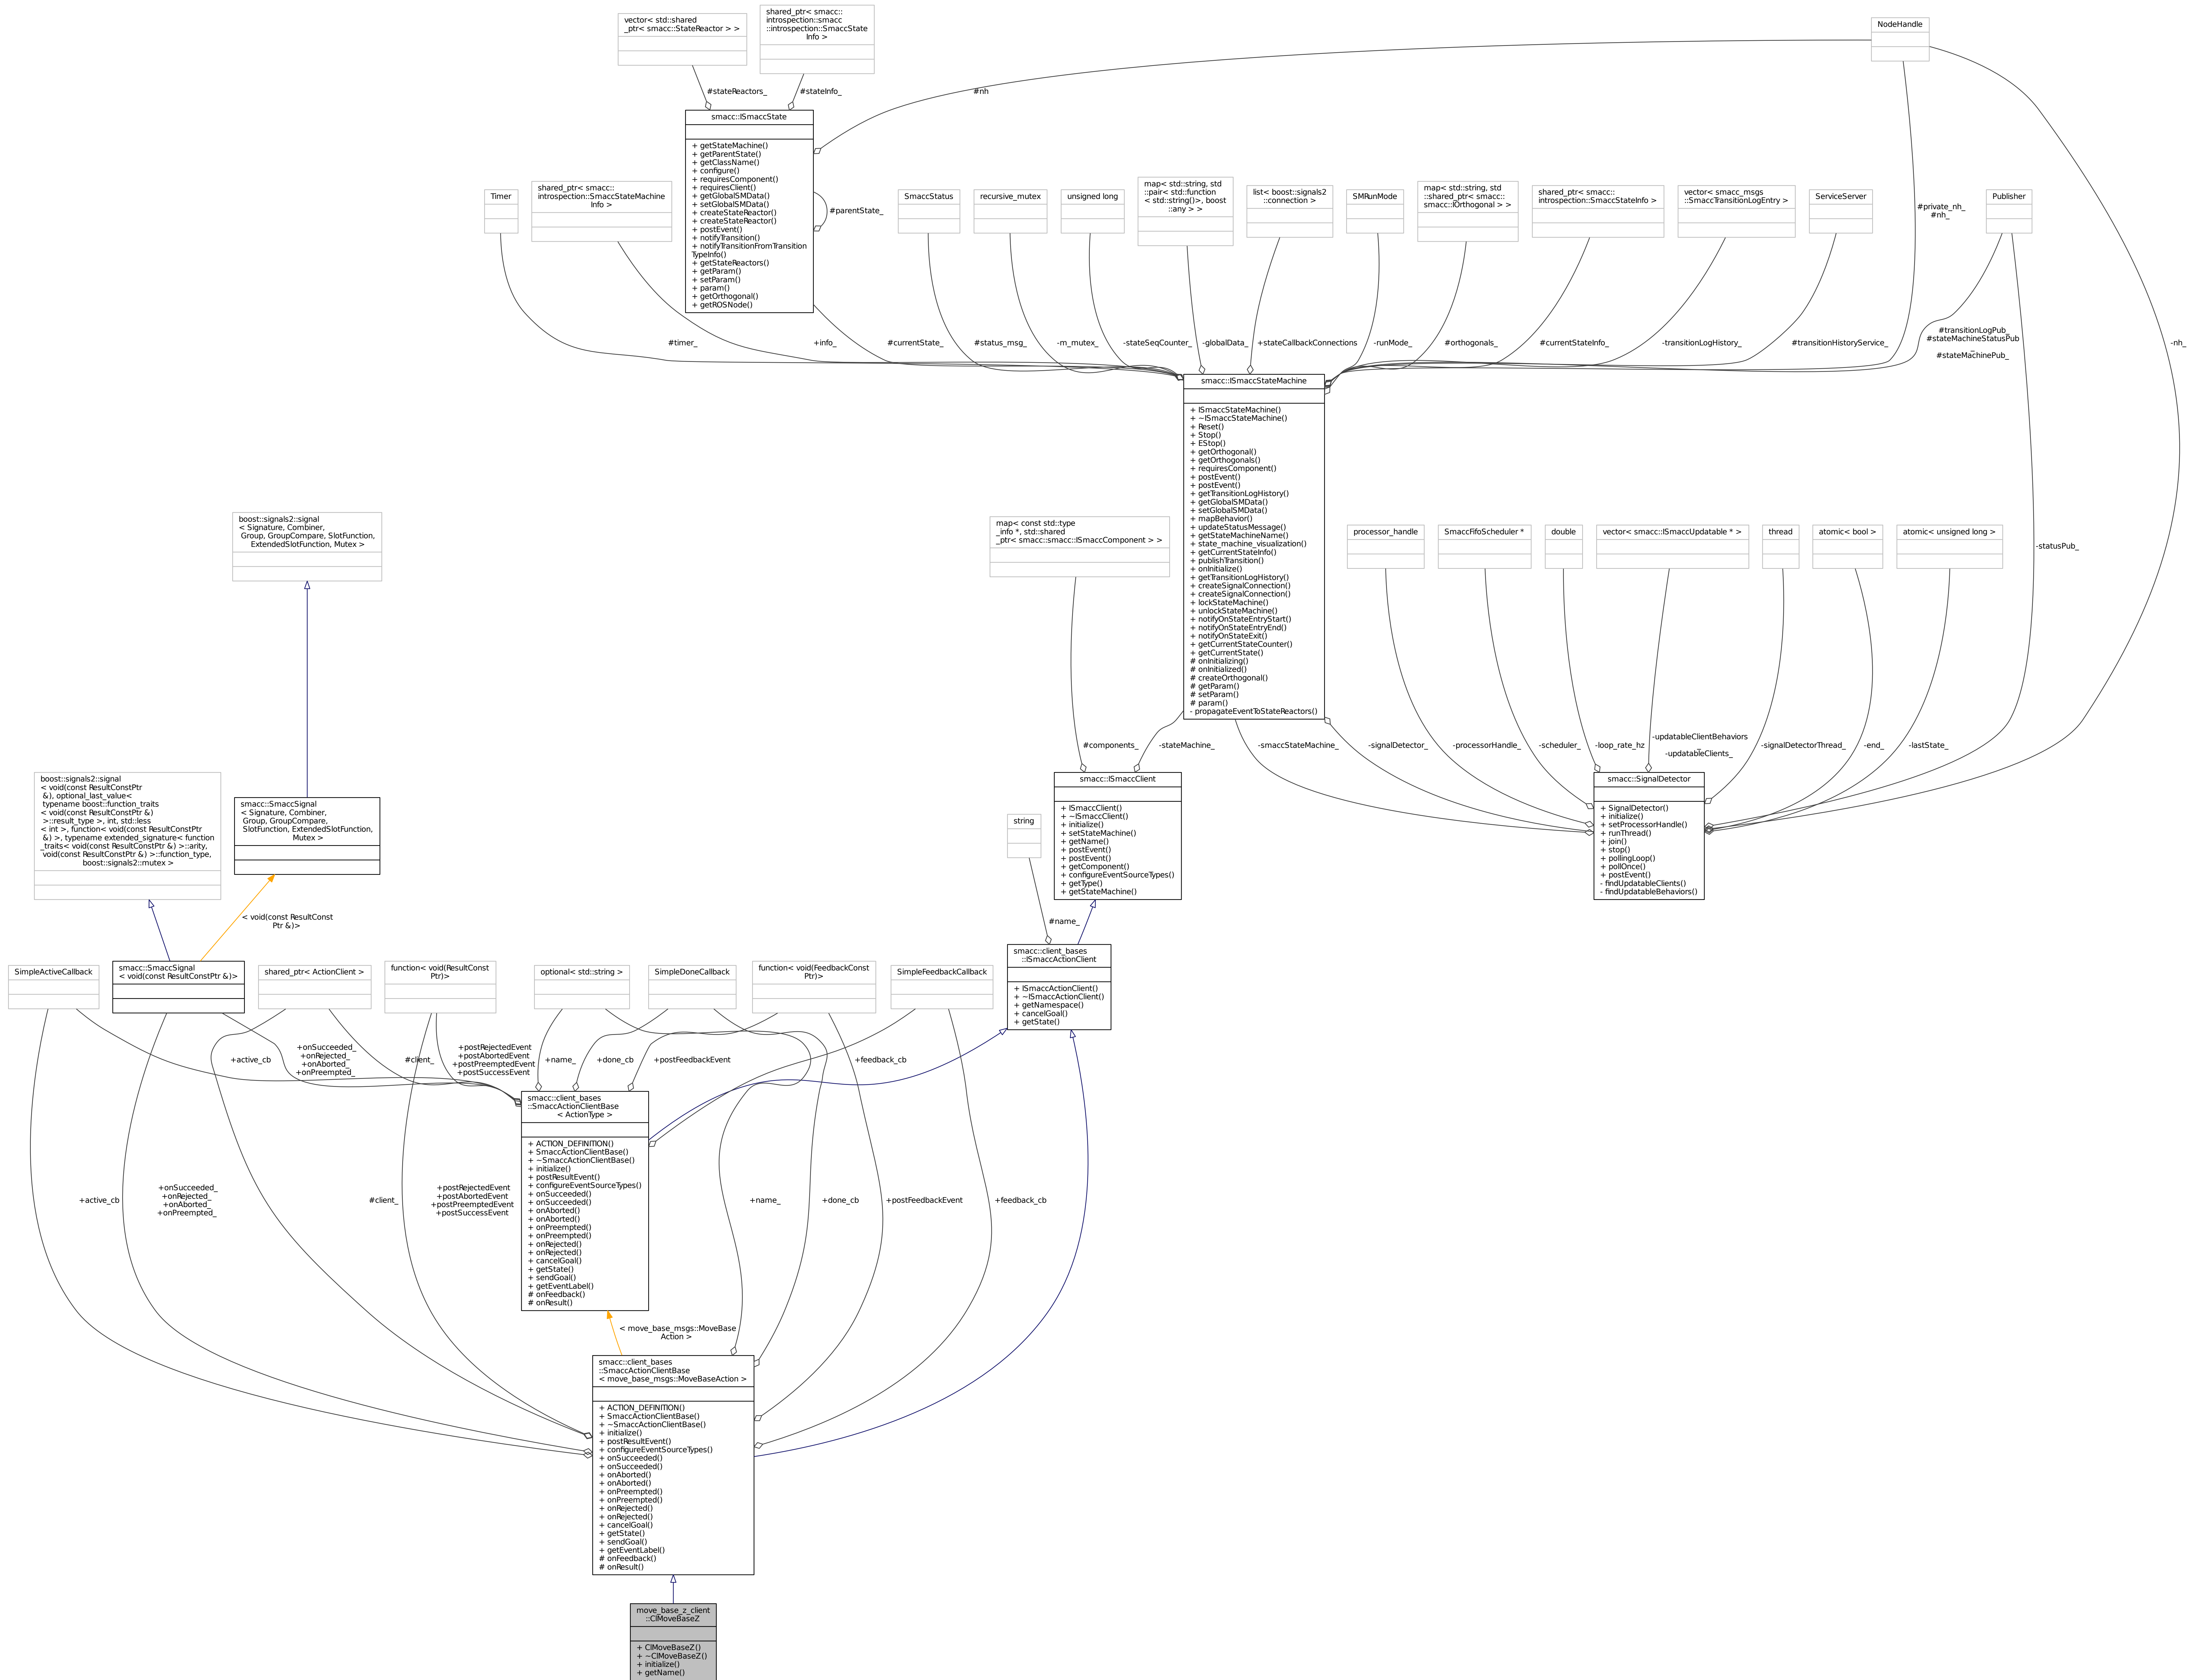 vector< std::shared
_ptr< smacc::StateReactor > >
shared_ptr< smacc::
introspection::smacc
::introspection::SmaccState
Info >
NodeHandle
#stateReactors_
#stateInfo_
#nh
smacc::ISmaccState
+ getStateMachine()
+ getParentState()
+ getClassName()
+ configure()
+ requiresComponent()
+ requiresClient()
+ getGlobalSMData()
+ setGlobalSMData()
+ createStateReactor()
+ createStateReactor()
+ postEvent()
+ notifyTransition()
+ notifyTransitionFromTransition
TypeInfo()
+ getStateReactors()
+ getParam()
+ setParam()
+ param()
+ getOrthogonal()
+ getROSNode()
#parentState_
Timer
shared_ptr< smacc::
introspection::SmaccStateMachine
Info >
SmaccStatus
recursive_mutex
unsigned long
map< std::string, std
::pair< std::function
< std::string()>, boost
::any > >
list< boost::signals2
::connection >
SMRunMode
map< std::string, std
::shared_ptr< smacc::
smacc::IOrthogonal > >
shared_ptr< smacc::
introspection::SmaccStateInfo >
vector< smacc_msgs
::SmaccTransitionLogEntry >
ServiceServer
#private_nh_
#nh_
Publisher
#timer_
+info_
#currentState_
#status_msg_
-m_mutex_
-stateSeqCounter_
-globalData_
+stateCallbackConnections
-runMode_
#orthogonals_
#currentStateInfo_
-transitionLogHistory_
#transitionHistoryService_
#transitionLogPub_
#stateMachineStatusPub
_
#stateMachinePub_
-nh_
smacc::ISmaccStateMachine
+ ISmaccStateMachine()
+ ~ISmaccStateMachine()
+ Reset()
+ Stop()
+ EStop()
+ getOrthogonal()
+ getOrthogonals()
+ requiresComponent()
+ postEvent()
+ postEvent()
+ getTransitionLogHistory()
+ getGlobalSMData()
+ setGlobalSMData()
+ mapBehavior()
+ updateStatusMessage()
+ getStateMachineName()
+ state_machine_visualization()
+ getCurrentStateInfo()
+ publishTransition()
+ onInitialize()
+ getTransitionLogHistory()
+ createSignalConnection()
+ createSignalConnection()
+ lockStateMachine()
+ unlockStateMachine()
+ notifyOnStateEntryStart()
+ notifyOnStateEntryEnd()
+ notifyOnStateExit()
+ getCurrentStateCounter()
+ getCurrentState()
# onInitializing()
# onInitialized()
# createOrthogonal()
# getParam()
# setParam()
# param()
- propagateEventToStateReactors()
boost::signals2::signal
< Signature, Combiner,
Group, GroupCompare, SlotFunction,
ExtendedSlotFunction, Mutex >
map< const std::type
_info *, std::shared
_ptr< smacc::smacc::ISmaccComponent > >
processor_handle
SmaccFifoScheduler *
double
vector< smacc::ISmaccUpdatable * >
thread
atomic< bool >
atomic< unsigned long >
-statusPub_
#components_
-stateMachine_
-smaccStateMachine_
-signalDetector_
-processorHandle_
-scheduler_
-loop_rate_hz
-updatableClientBehaviors
_
-updatableClients_
-signalDetectorThread_
-end_
-lastState_
boost::signals2::signal
< void(const ResultConstPtr
&), optional_last_value<
typename boost::function_traits
< void(const ResultConstPtr &)
>::result_type >, int, std::less
< int >, function< void(const ResultConstPtr
&) >, typename extended_signature< function
_traits< void(const ResultConstPtr &) >::arity,
void(const ResultConstPtr &) >::function_type,
boost::signals2::mutex >
smacc::SmaccSignal
< Signature, Combiner,
Group, GroupCompare,
SlotFunction, ExtendedSlotFunction,
Mutex >
string
smacc::ISmaccClient
+ ISmaccClient()
+ ~ISmaccClient()
+ initialize()
+ setStateMachine()
+ getName()
+ postEvent()
+ postEvent()
+ getComponent()
+ configureEventSourceTypes()
+ getType()
+ getStateMachine()
smacc::SignalDetector
+ SignalDetector()
+ initialize()
+ setProcessorHandle()
+ runThread()
+ join()
+ stop()
+ pollingLoop()
+ pollOnce()
+ postEvent()
- findUpdatableClients()
- findUpdatableBehaviors()
< void(const ResultConst
Ptr &)>
#name_
SimpleActiveCallback
smacc::SmaccSignal
< void(const ResultConstPtr &)>
shared_ptr< ActionClient >
function< void(ResultConst
Ptr)>
optional< std::string >
SimpleDoneCallback
function< void(FeedbackConst
Ptr)>
SimpleFeedbackCallback
smacc::client_bases
::ISmaccActionClient
+ ISmaccActionClient()
+ ~ISmaccActionClient()
+ getNamespace()
+ cancelGoal()
+ getState()
+active_cb
+onSucceeded_
+onRejected_
+onAborted_
+onPreempted_
#client_
+postRejectedEvent
+postAbortedEvent
+postPreemptedEvent
+postSuccessEvent
+name_
+done_cb
+postFeedbackEvent
+feedback_cb
smacc::client_bases
::SmaccActionClientBase
< ActionType >
+ ACTION_DEFINITION()
+ SmaccActionClientBase()
+ ~SmaccActionClientBase()
+ initialize()
+ postResultEvent()
+ configureEventSourceTypes()
+ onSucceeded()
+ onSucceeded()
+ onAborted()
+ onAborted()
+ onPreempted()
+ onPreempted()
+ onRejected()
+ onRejected()
+ cancelGoal()
+ getState()
+ sendGoal()
+ getEventLabel()
# onFeedback()
# onResult()
+active_cb
+onSucceeded_
+onRejected_
+onAborted_
+onPreempted_
#client_
+postRejectedEvent
+postAbortedEvent
+postPreemptedEvent
+postSuccessEvent
+name_
+done_cb
+postFeedbackEvent
+feedback_cb
< move_base_msgs::MoveBase
Action >
smacc::client_bases
::SmaccActionClientBase
< move_base_msgs::MoveBaseAction >
+ ACTION_DEFINITION()
+ SmaccActionClientBase()
+ ~SmaccActionClientBase()
+ initialize()
+ postResultEvent()
+ configureEventSourceTypes()
+ onSucceeded()
+ onSucceeded()
+ onAborted()
+ onAborted()
+ onPreempted()
+ onPreempted()
+ onRejected()
+ onRejected()
+ cancelGoal()
+ getState()
+ sendGoal()
+ getEventLabel()
# onFeedback()
# onResult()
move_base_z_client
::ClMoveBaseZ
+ ClMoveBaseZ()
+ ~ClMoveBaseZ()
+ initialize()
+ getName()